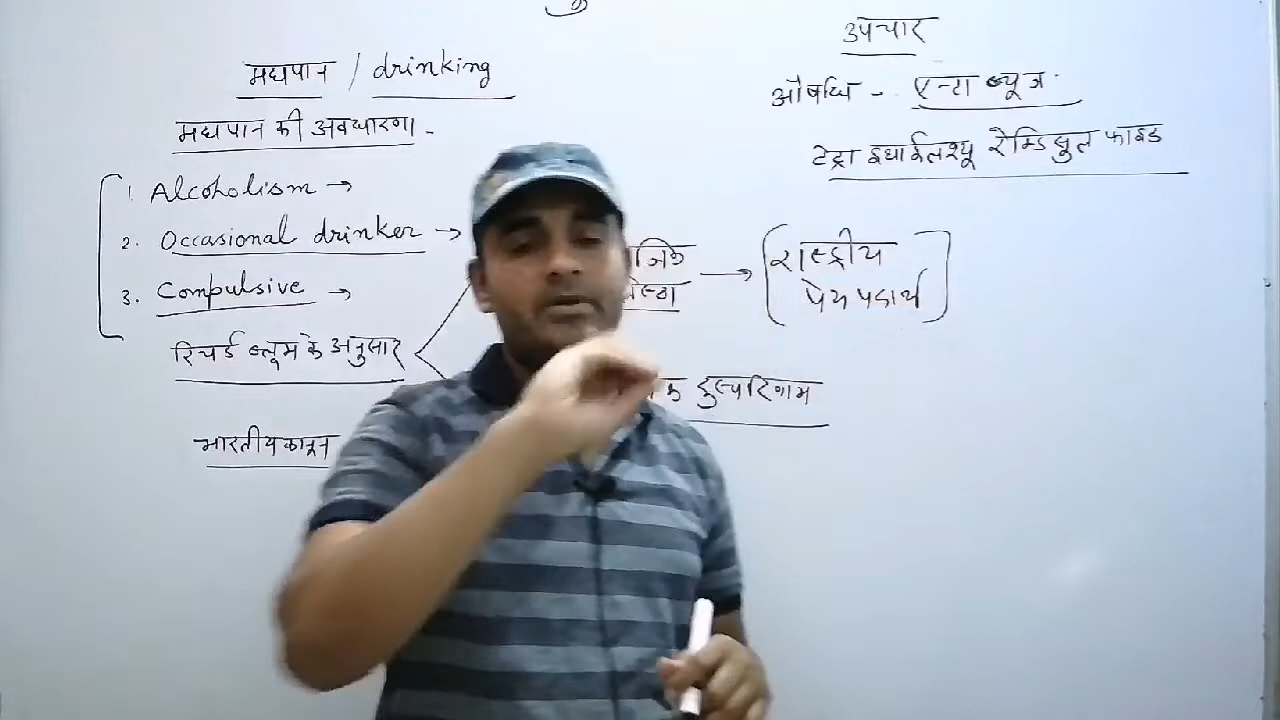 मद्यपान / drinking
मद्यपान की अवधारणा -
1. Alcoholism →
2. Occasional drinker →
3. Compulsive →
रिचर्ड ब्लूम के अनुसार
भारतीय कानून
उपचार
औषधि - एन्टा ब्यूज
टेट्रा इथाईलथ्यू रैम्डिसुल फाइड
राष्ट्रीय
पेय पदार्थ
दुष्परिणाम